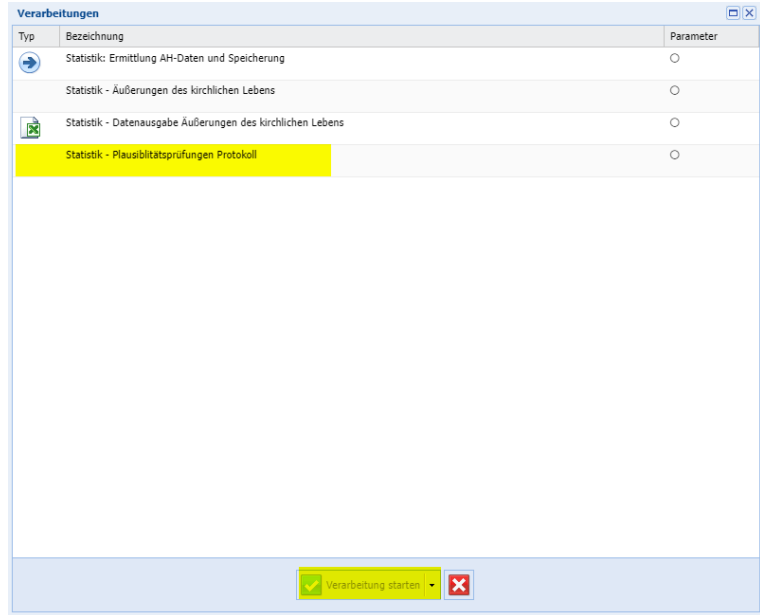 Verarbeitungen
Typ Bezeichnung Parameter
Statistik: Ermittlung AH-Daten und Speicherung
Statistik - Äußerungen des kirchlichen Lebens
Statistik - Datenausgabe Äußerungen des kirchlichen Lebens
Statistik - Plausiblitätsprüfungen Protokoll
Verarbeitung starten